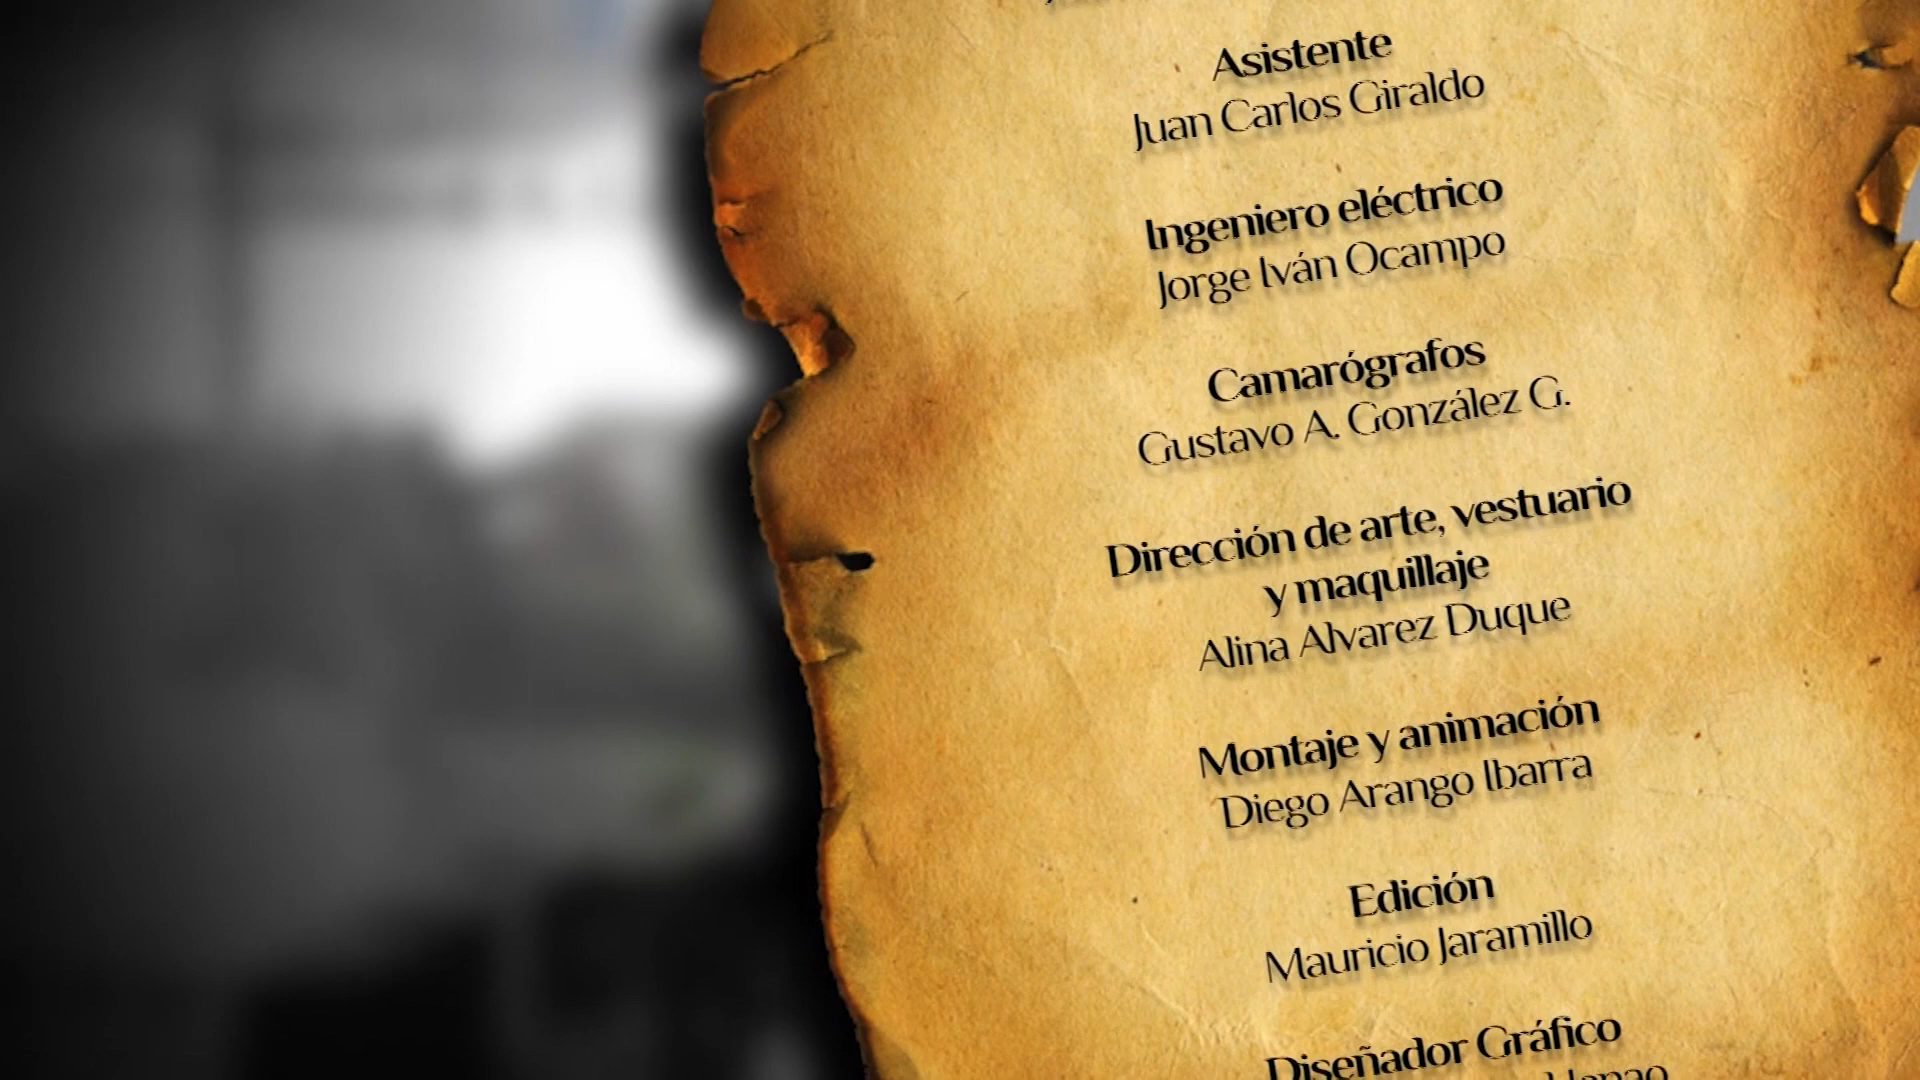 Asistente
Juan Carlos Giraldo
Ingeniero eléctrico
Jorge Iván Ocampo
Camarógrafos
Gustavo A. González G.
Dirección de arte, vestuario
y maquillaje
Alina Alvarez Duque
Montaje y animación
Diego Arango Ibarra
Edición
Mauricio Jaramillo
Diseñador Gráfico
Henao